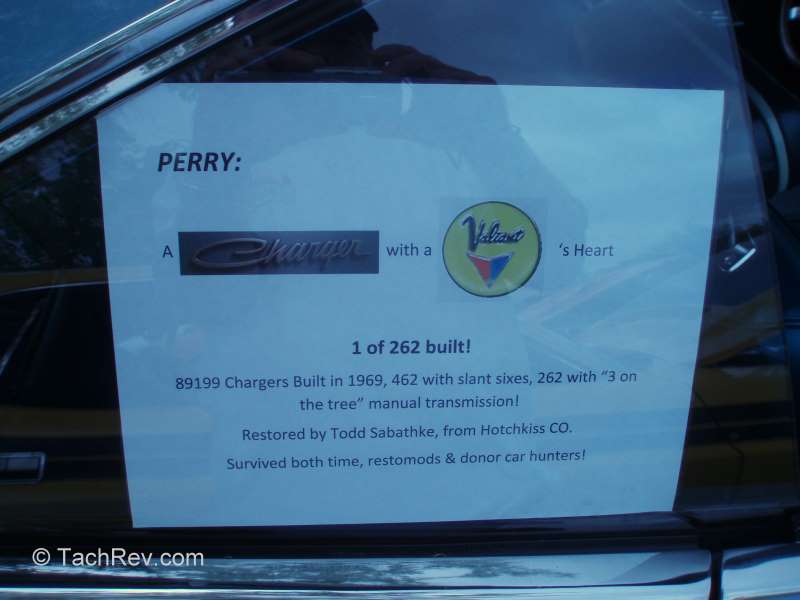 PERRY:
A Charger with a Valiant 's Heart
1 of 262 built!
89199 Chargers Built in 1969, 462 with slant sixes, 262 with “3 on
the tree” manual transmission!
Restored by Todd Sabathke, from Hotchkiss CO.
Survived both time, restomods & donor car hunters!
© TachRev.com